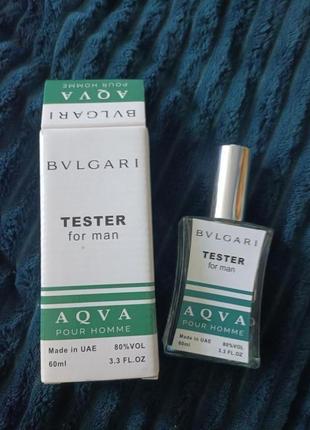 AQVA
POUR HOMME
BVLGARI
BVLGARI
TESTER
for man
AQVA
POUR HOMME
Made in UAE 80%VOL
60ml 3.3 FL.OZ
BVLGARI
TESTER
for man
AQVA
POUR HOMME
Made in UAE 80%VOL
60ml 3.3 FL.OZ